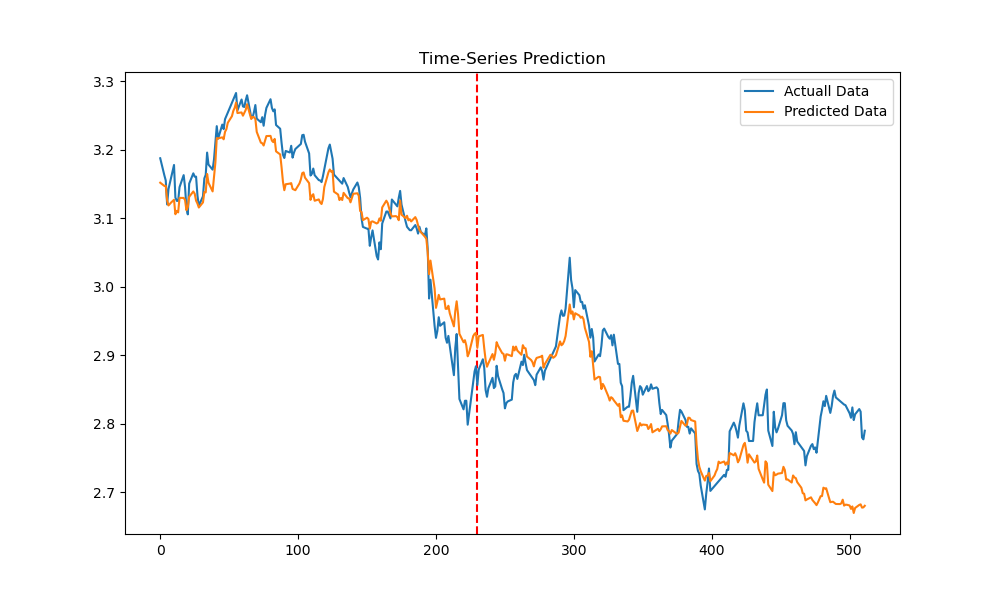 Time-Series Prediction
Actuall Data
Predicted Data
3.3
3.2
3.1
3.0
2.9
2.8
2.7
0 100 200 300 400 500